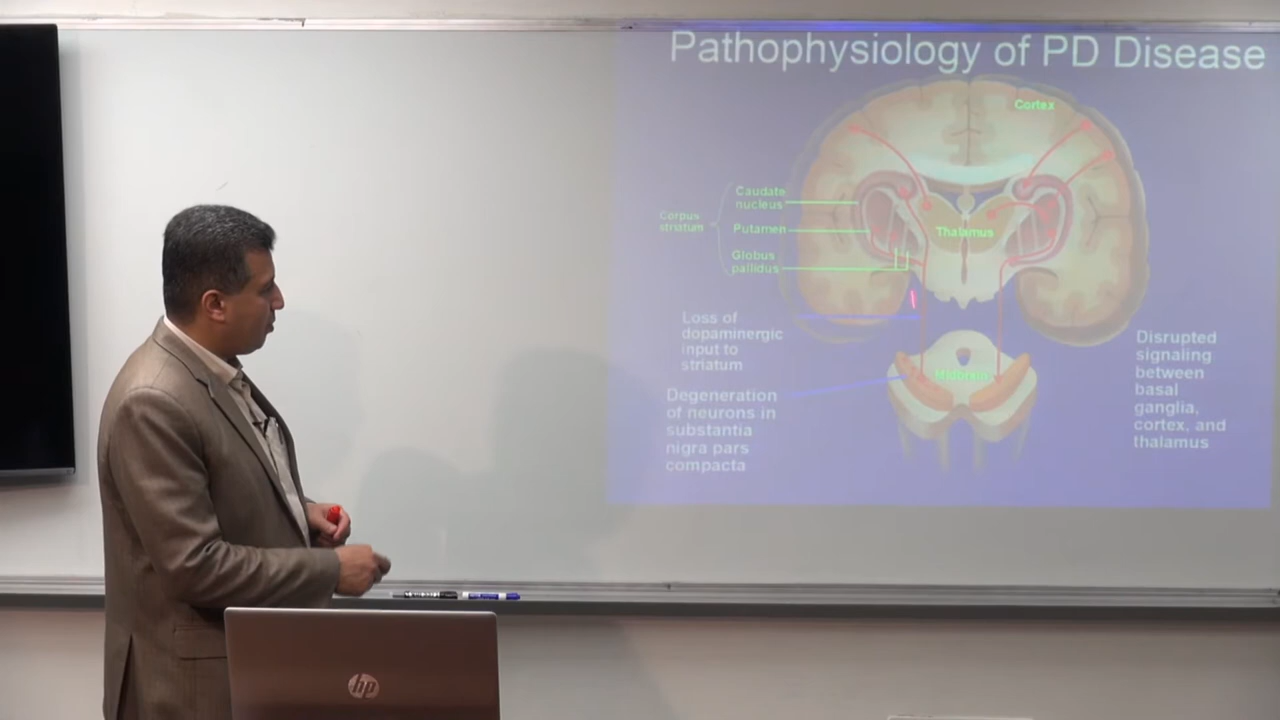 Pathophysiology of PD Disease
Cortex
Caudate
nucleus
Corpus
striatum
Putamen
Thalamus
Globus
pallidus
Loss of
dopaminergic
input to
striatum
Disrupted
signaling
between
basal
ganglia,
cortex, and
thalamus
Midbrain
Degeneration
of neurons in
substantia
nigra pars
compacta
hp